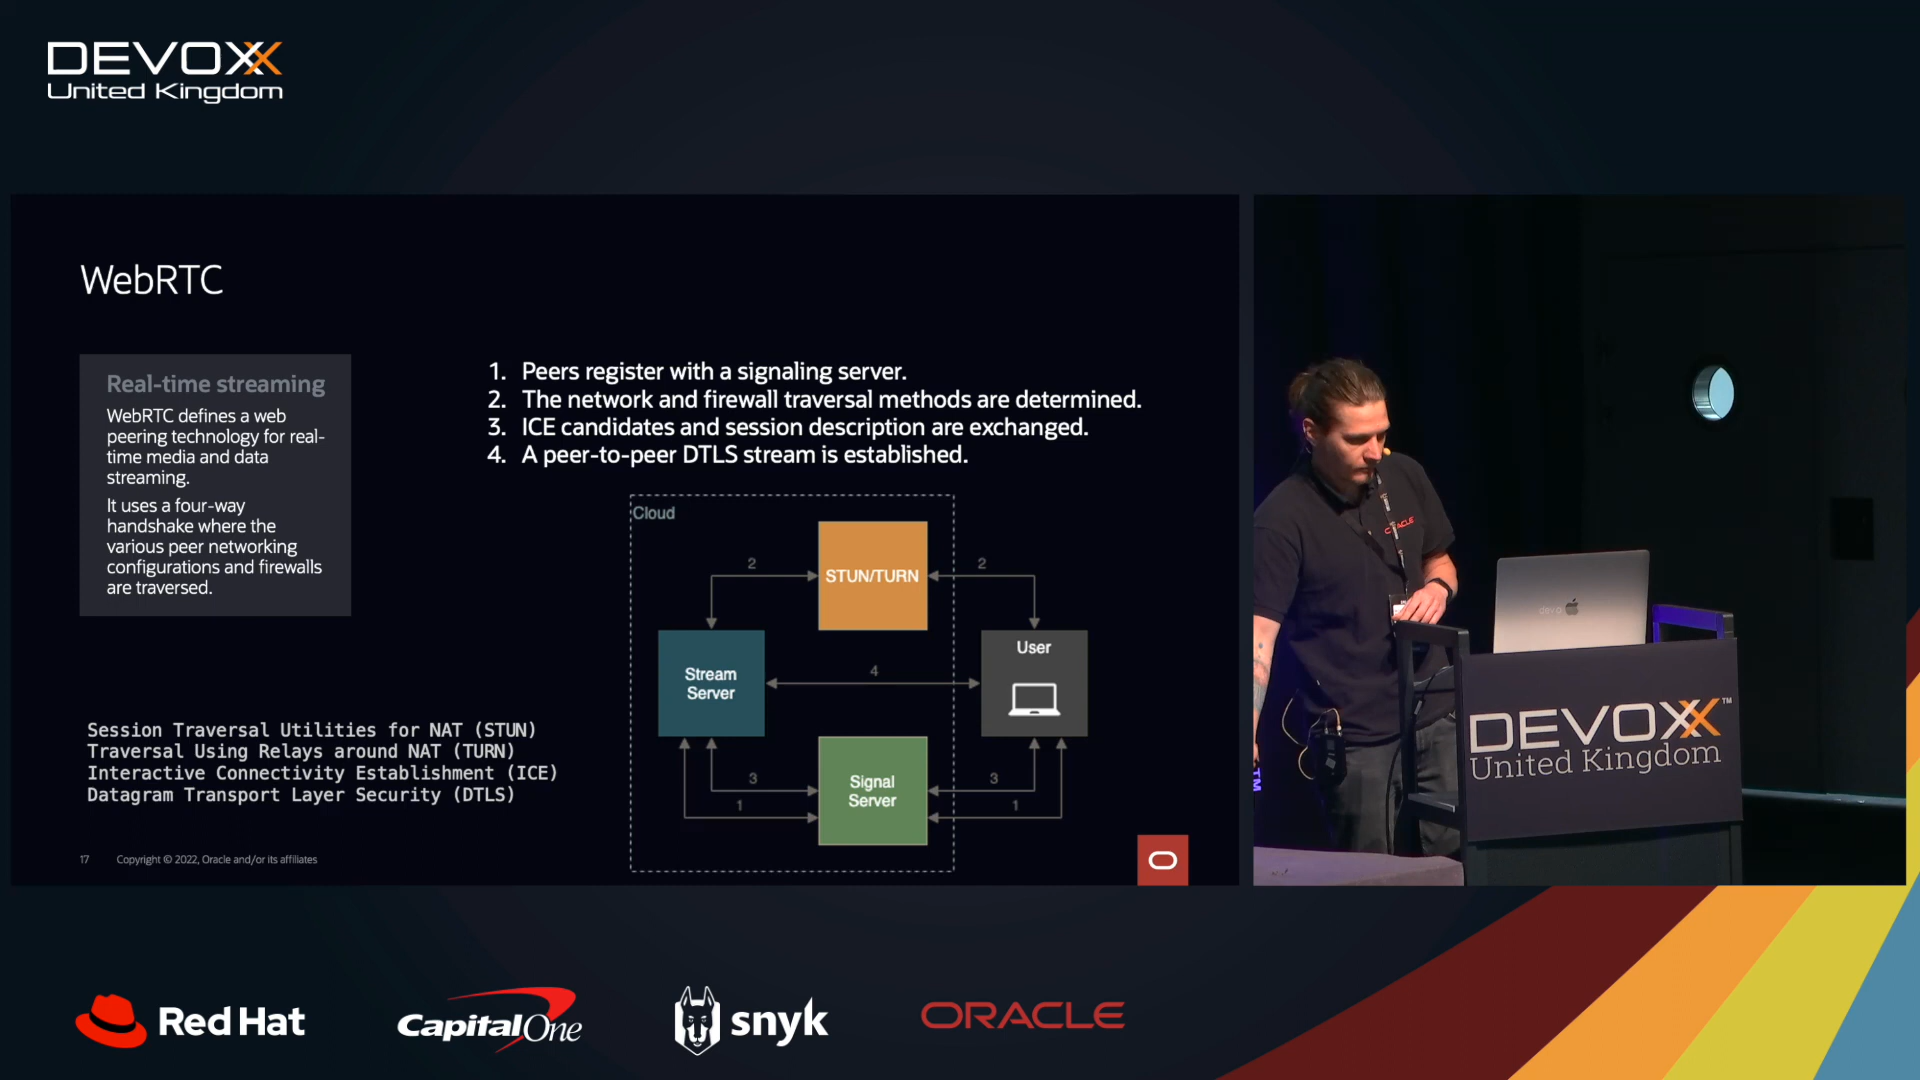 DEVOXX
United Kingdom
WebRTC
Real-time streaming
WebRTC defines a web
peering technology for real-
time media and data
streaming.
It uses a four-way
handshake where the
various peer networking
configurations and firewalls
are traversed.
1. Peers register with a signaling server.
2. The network and firewall traversal methods are determined.
3. ICE candidates and session description are exchanged.
4. A peer-to-peer DTLS stream is established.
Cloud
2
STUN/TURN
2
Stream
Server
4
User
3
1
Signal
Server
3
1
Session Traversal Utilities for NAT (STUN)
Traversal Using Relays around NAT (TURN)
Interactive Connectivity Establishment (ICE)
Datagram Transport Layer Security (DTLS)
17 Copyright © 2022, Oracle and/or its affiliates
ORACLE
DEVOXX™
United Kingdom
TM
Red Hat
CapitalOne
snyk
ORACLE